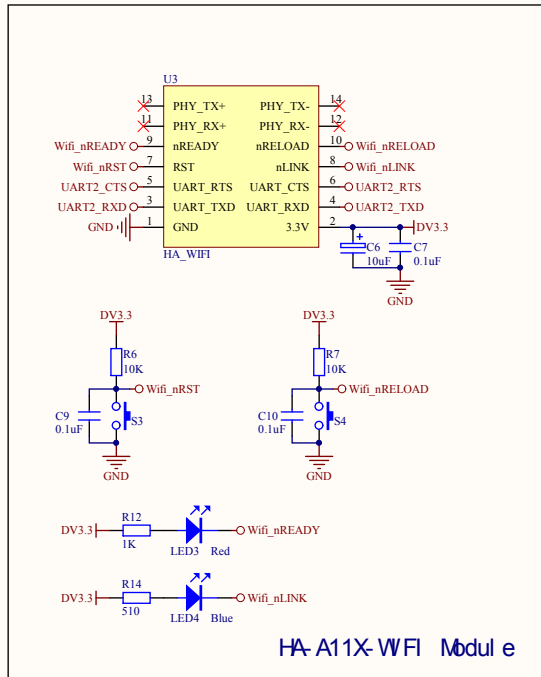 U3
13 PHY_TX+ PHY_TX- 14
11 PHY_RX+ PHY_RX- 12
Wifi_nREADY 9 nREADY nRELOAD 10 Wifi_nRELOAD
Wifi_nRST 7 RST nLINK 8 Wifi_nLINK
UART2_CTS 5 UART_RTS UART_CTS 6 UART2_RTS
UART2_RXD 3 UART_TXD UART_RXD 4 UART2_TXD
GND 1 GND 3.3V 2 DV3.3
HA_WIFI
+
C6 C7
10uF 0.1uF
GND
DV3.3 DV3.3
R6 R7
10K 10K
Wifi_nRST Wifi_nRELOAD
C9 S3 C10 S4
0.1uF 0.1uF
GND GND
R12
DV3.3 Wifi_nREADY
1K LED3 Red
R14
DV3.3 Wifi_nLINK
510 LED4 Blue
HA-A11X-WIFI Module